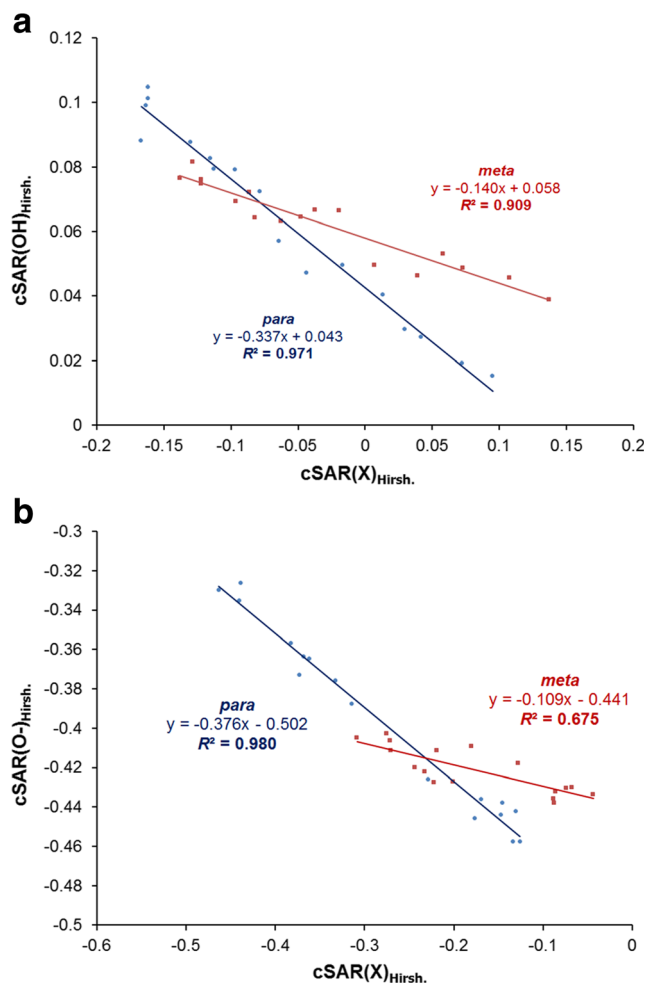 a
0.12
0.1
0.08
0.06
0.04
0.02
0
-0.2
-0.15
-0.1
-0.05
0
0.05
0.1
0.15
0.2
cSAR(OH)Hirsh.
cSAR(X)Hirsh.
meta
y = -0.140x + 0.058
R² = 0.909
para
y = -0.337x + 0.043
R² = 0.971
b
-0.3
-0.32
-0.34
-0.36
-0.38
-0.4
-0.42
-0.44
-0.46
-0.48
-0.5
-0.6
-0.5
-0.4
-0.3
-0.2
-0.1
0
cSAR(O-)Hirsh.
cSAR(X)Hirsh.
para
y = -0.376x - 0.502
R² = 0.980
meta
y = -0.109x - 0.441
R² = 0.675